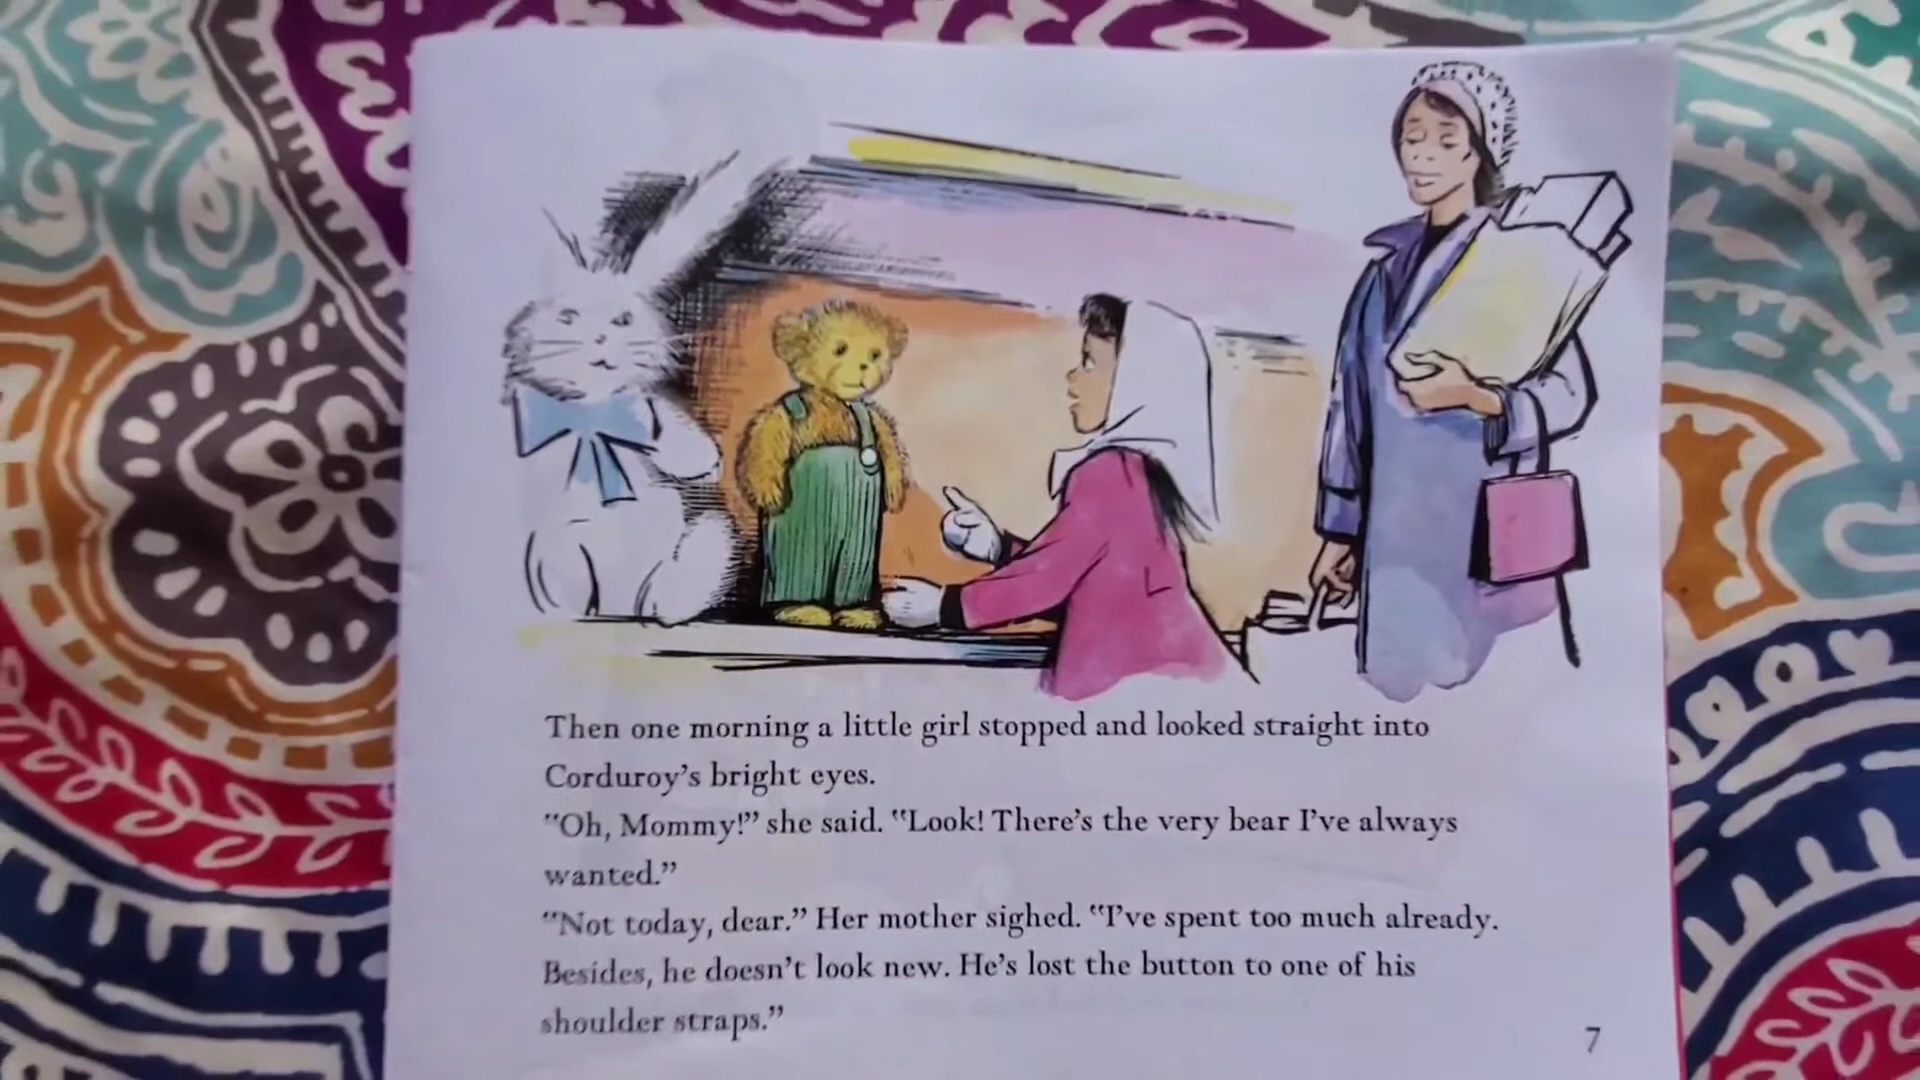 Then one morning a little girl stopped and looked straight into
Corduroy's bright eyes.
"Oh, Mommy!" she said. "Look! There's the very bear I've always
wanted."
"Not today, dear." Her mother sighed. "I've spent too much already.
Besides, he doesn't look new. He's lost the button to one of his
shoulder straps."
7